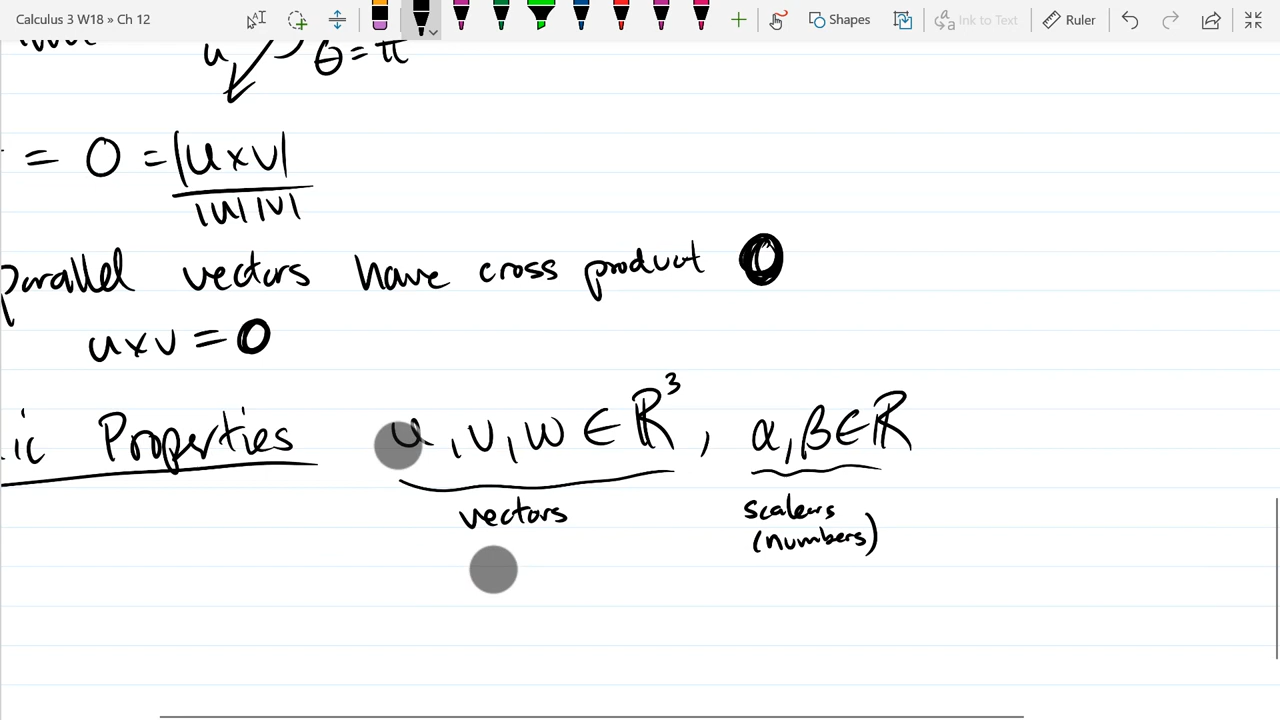 Calculus 3 W18 » Ch 12
Shapes
Ink to Text
Ruler
u θ = π
= 0 = |u×v|
|u| |v|
parallel vectors have cross product 0
u×v = 0
ic Properties u, v, w ∈ ℝ³, α, β ∈ ℝ
vectors
scalars
(numbers)